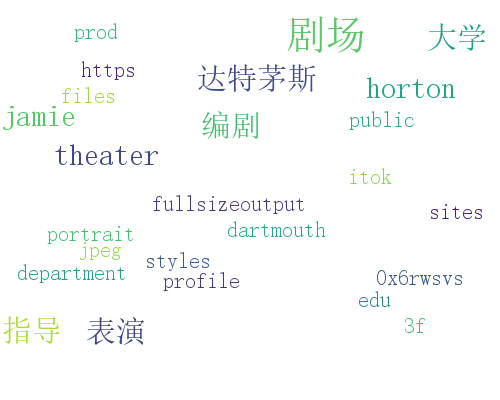 prod
剧场
大学
https
达特茅斯
files
horton
jamie
编剧
public
theater
itok
fullsizeoutput
sites
portrait
dartmouth
jpeg
styles
department
profile
0x6rwsvs
edu
指导
表演
3f